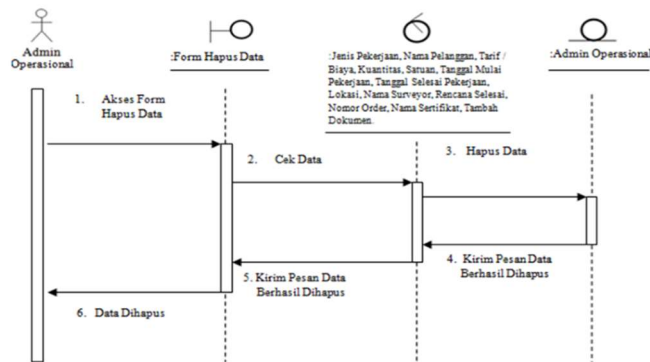 Admin
Operasional
:Form Hapus Data
:Jenis Pekerjaan, Nama Pelanggan, Tarif /
Biaya, Kuantitas, Satuan, Tanggal Mulai
Pekerjaan, Tanggal Selesai Pekerjaan,
Lokasi, Nama Surveyor, Rencana Selesai,
Nomor Order, Nama Sertifikat, Tambah
Dokumen.
:Admin Operasional
1. Akses Form
Hapus Data
2. Cek Data
3. Hapus Data
4. Kirim Pesan Data
Berhasil Dihapus
5. Kirim Pesan Data
Berhasil Dihapus
6. Data Dihapus